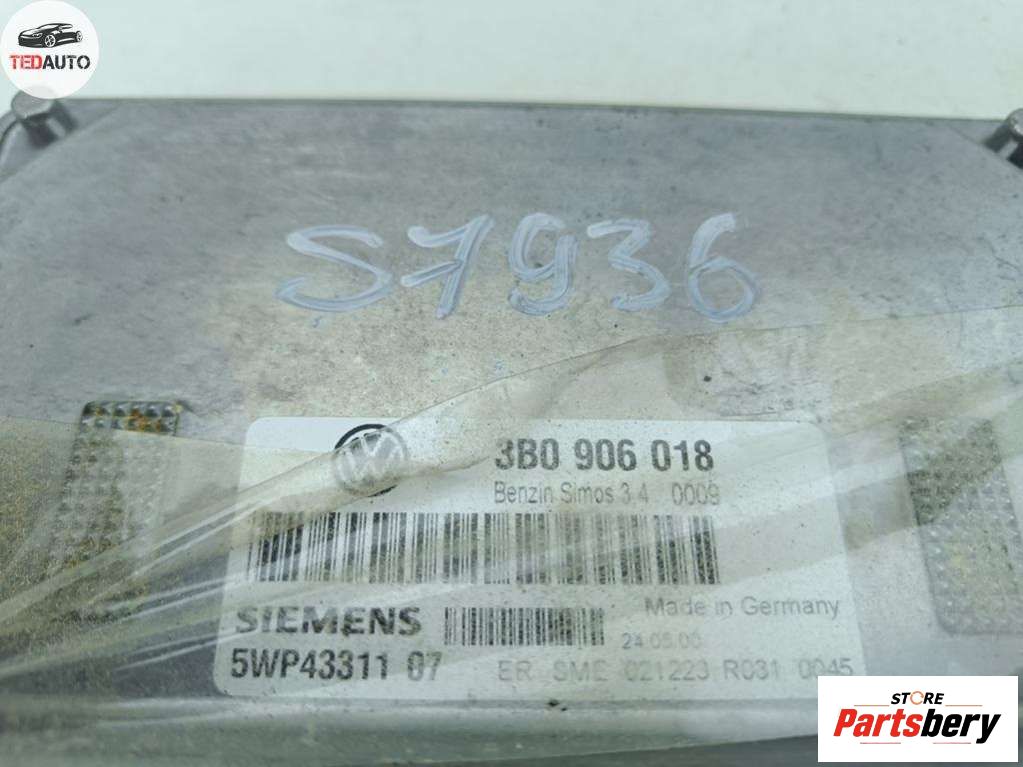 TEDAUTO
S7936
3B0 906 018
Benzin Simos 3.4 0009
Made in Germany
SIEMENS
24.05.00
5WP43311 07
ER SME 021223 R031 0045
STORE
Partsbery